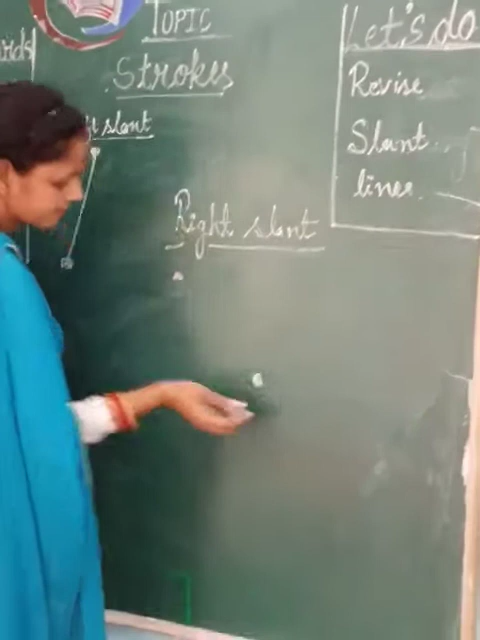 TOPIC
Strokes
slant
Right slant
Let's do
Revise
Slant
lines.